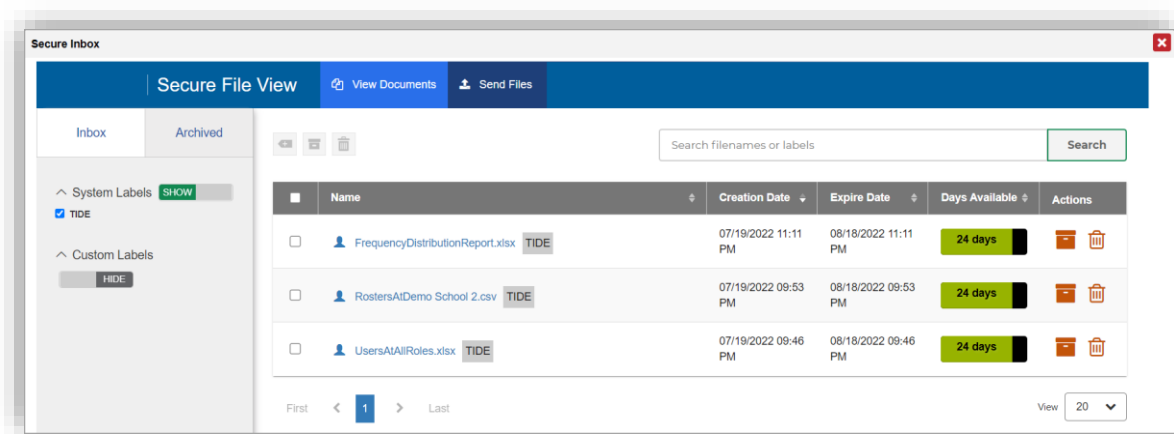 Secure Inbox
Secure File View View Documents Send Files
Inbox Archived
Search filenames or labels Search
System Labels SHOW
TIDE
Custom Labels
HIDE
Name Creation Date Expire Date Days Available Actions
FrequencyDistributionReport.xlsx TIDE 07/19/2022 11:11 PM 08/18/2022 11:11 PM 24 days
RostersAtDemo School 2.csv TIDE 07/19/2022 09:53 PM 08/18/2022 09:53 PM 24 days
UsersAtAllRoles.xlsx TIDE 07/19/2022 09:46 PM 08/18/2022 09:46 PM 24 days
First 1 Last View 20